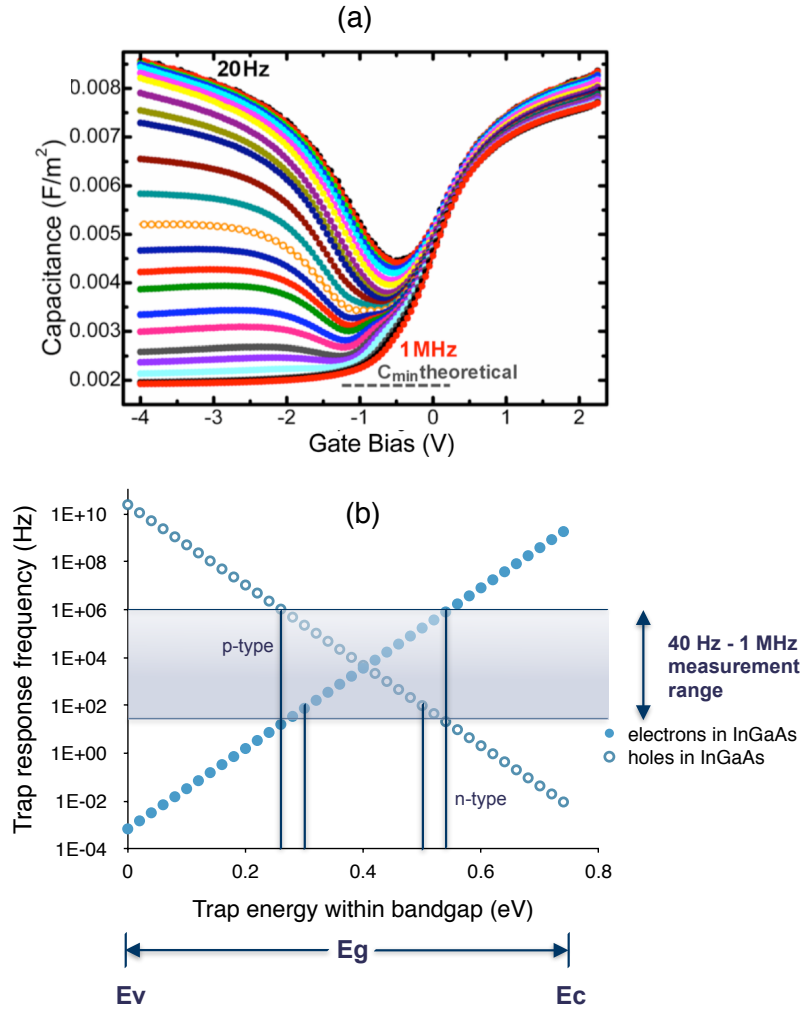 (a)
20Hz
0.008
0.007
0.006
0.005
0.004
0.003
0.002
Capacitance (F/m²)
1MHz
Cmin theoretical
-4 -3 -2 -1 0 1 2
Gate Bias (V)
(b)
1E+10
1E+08
1E+06
1E+04
1E+02
1E+00
1E-02
1E-04
Trap response frequency (Hz)
p-type
n-type
40 Hz - 1 MHz
measurement
range
electrons in InGaAs
holes in InGaAs
0 0.2 0.4 0.6 0.8
Trap energy within bandgap (eV)
Eg
Ev Ec